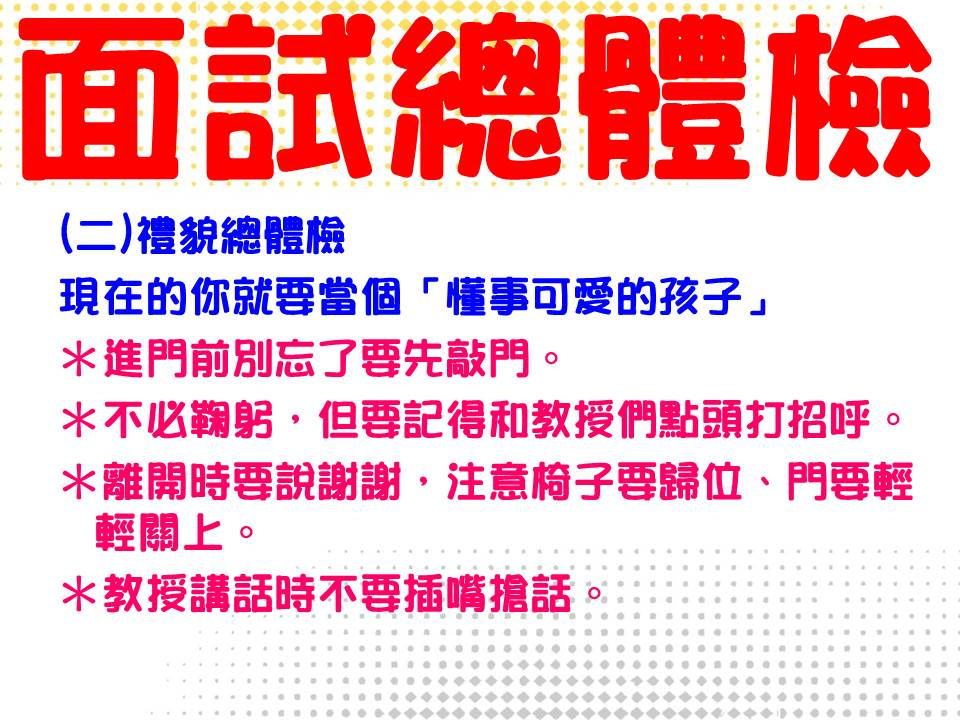 面試總體檢
(二)禮貌總體檢
現在的你就要當個「懂事可愛的孩子」
＊進門前別忘了要先敲門。
＊不必鞠躬，但要記得和教授們點頭打招呼。
＊離開時要說謝謝，注意椅子要歸位、門要輕
輕關上。
＊教授講話時不要插嘴搶話。